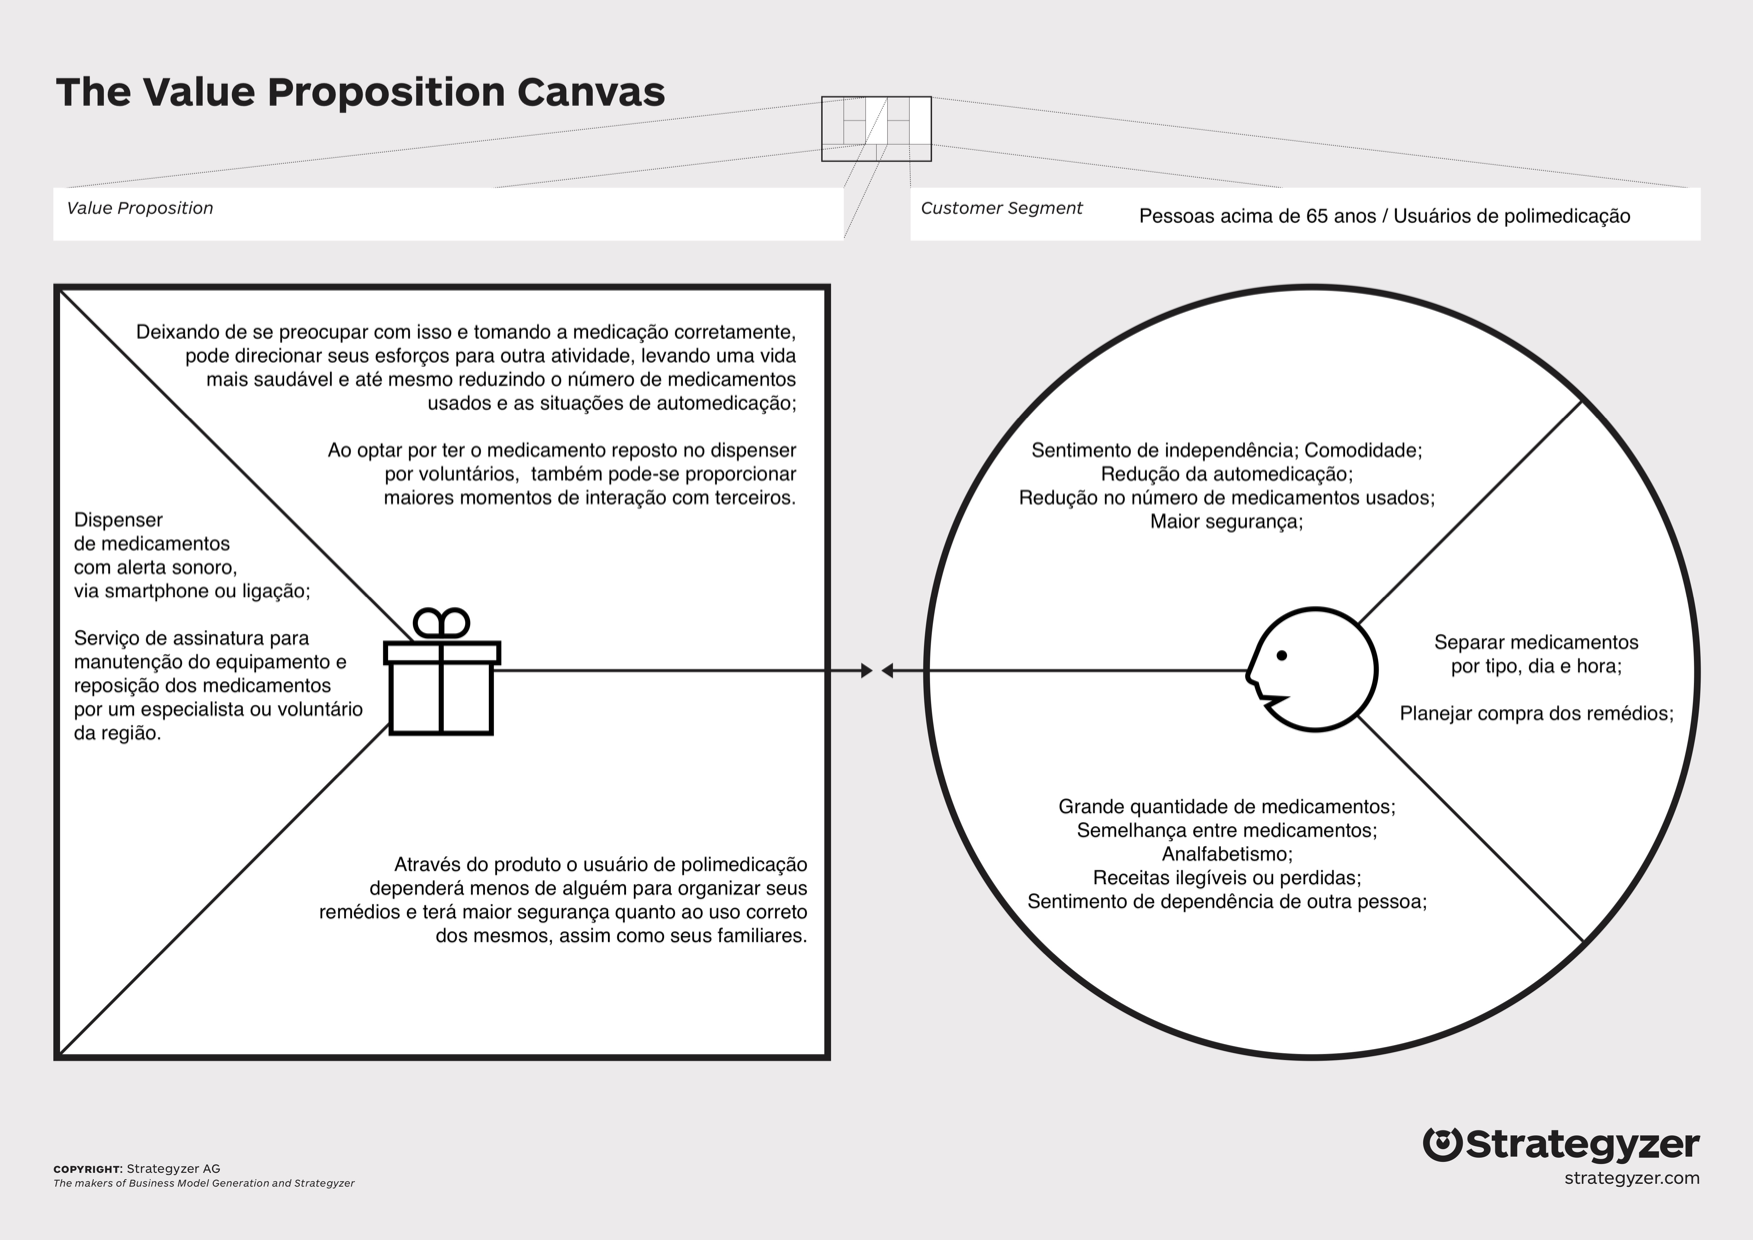 The Value Proposition Canvas
Value Proposition
Customer Segment
Pessoas acima de 65 anos / Usuários de polimedicação
Deixando de se preocupar com isso e tomando a medicação corretamente,
pode direcionar seus esforços para outra atividade, levando uma vida
mais saudável e até mesmo reduzindo o número de medicamentos
usados e as situações de automedicação;
Ao optar por ter o medicamento reposto no dispenser
por voluntários, também pode-se proporcionar
maiores momentos de interação com terceiros.
Dispenser
de medicamentos
com alerta sonoro,
via smartphone ou ligação;
Serviço de assinatura para
manutenção do equipamento e
reposição dos medicamentos
por um especialista ou voluntário
da região.
Através do produto o usuário de polimedicação
dependerá menos de alguém para organizar seus
remédios e terá maior segurança quanto ao uso correto
dos mesmos, assim como seus familiares.
Sentimento de independência; Comodidade;
Redução da automedicação;
Redução no número de medicamentos usados;
Maior segurança;
Separar medicamentos
por tipo, dia e hora;
Planejar compra dos remédios;
Grande quantidade de medicamentos;
Semelhança entre medicamentos;
Analfabetismo;
Receitas ilegíveis ou perdidas;
Sentimento de dependência de outra pessoa;
COPYRIGHT: Strategyzer AG
The makers of Business Model Generation and Strategyzer
Strategyzer
strategyzer.com